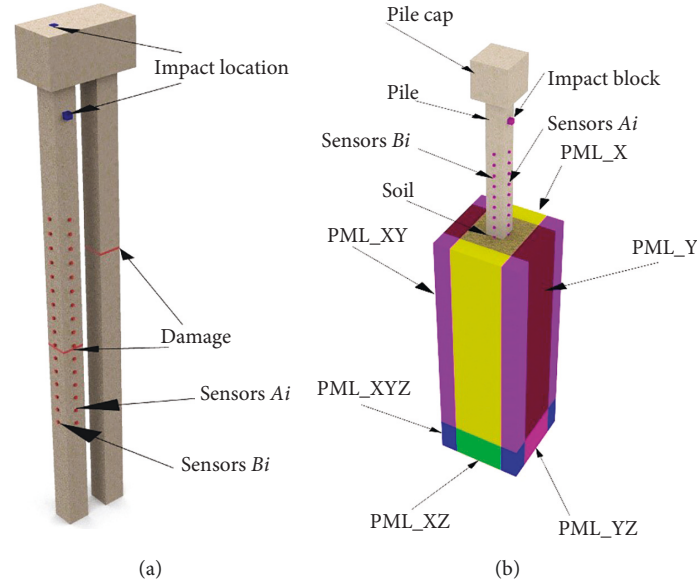 Impact location
Damage
Sensors Ai
Sensors Bi
(a)
Pile cap
Pile
Impact block
Sensors Bi
Sensors Ai
PML_X
Soil
PML_XY
PML_Y
PML_XYZ
PML_XZ
PML_YZ
(b)